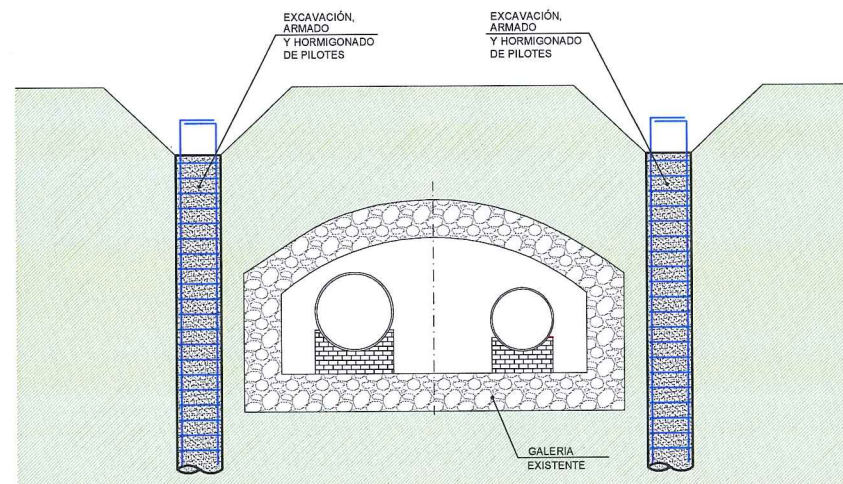 EXCAVACIÓN,
ARMADO
Y HORMIGONADO
DE PILOTES
EXCAVACIÓN,
ARMADO
Y HORMIGONADO
DE PILOTES
GALERIA
EXISTENTE